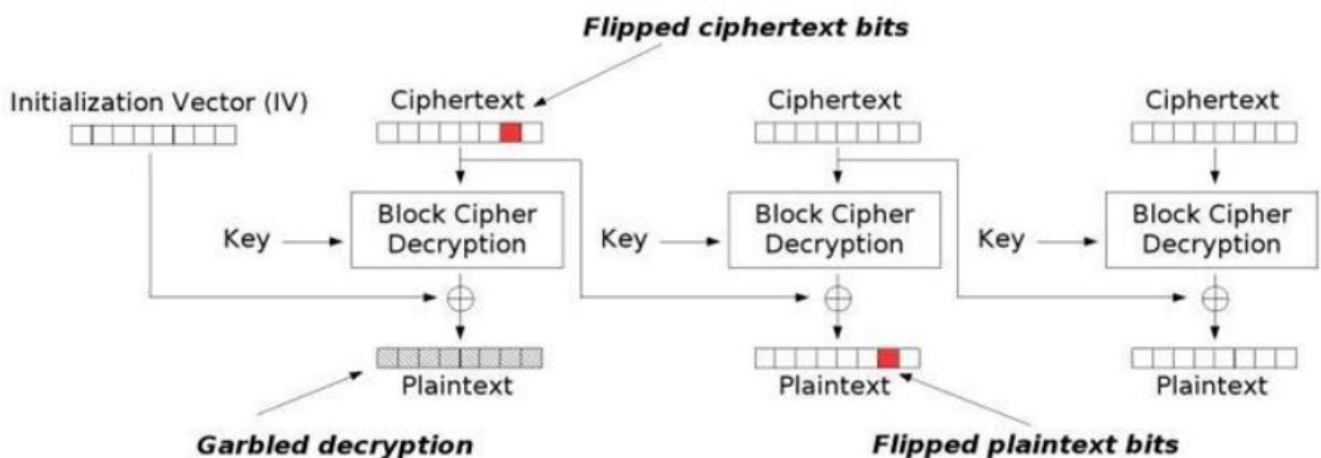 Flipped ciphertext bits
Initialization Vector (IV)
Ciphertext
Ciphertext
Ciphertext
Key
Block Cipher
Decryption
Key
Block Cipher
Decryption
Key
Block Cipher
Decryption
Plaintext
Plaintext
Plaintext
Garbled decryption
Flipped plaintext bits